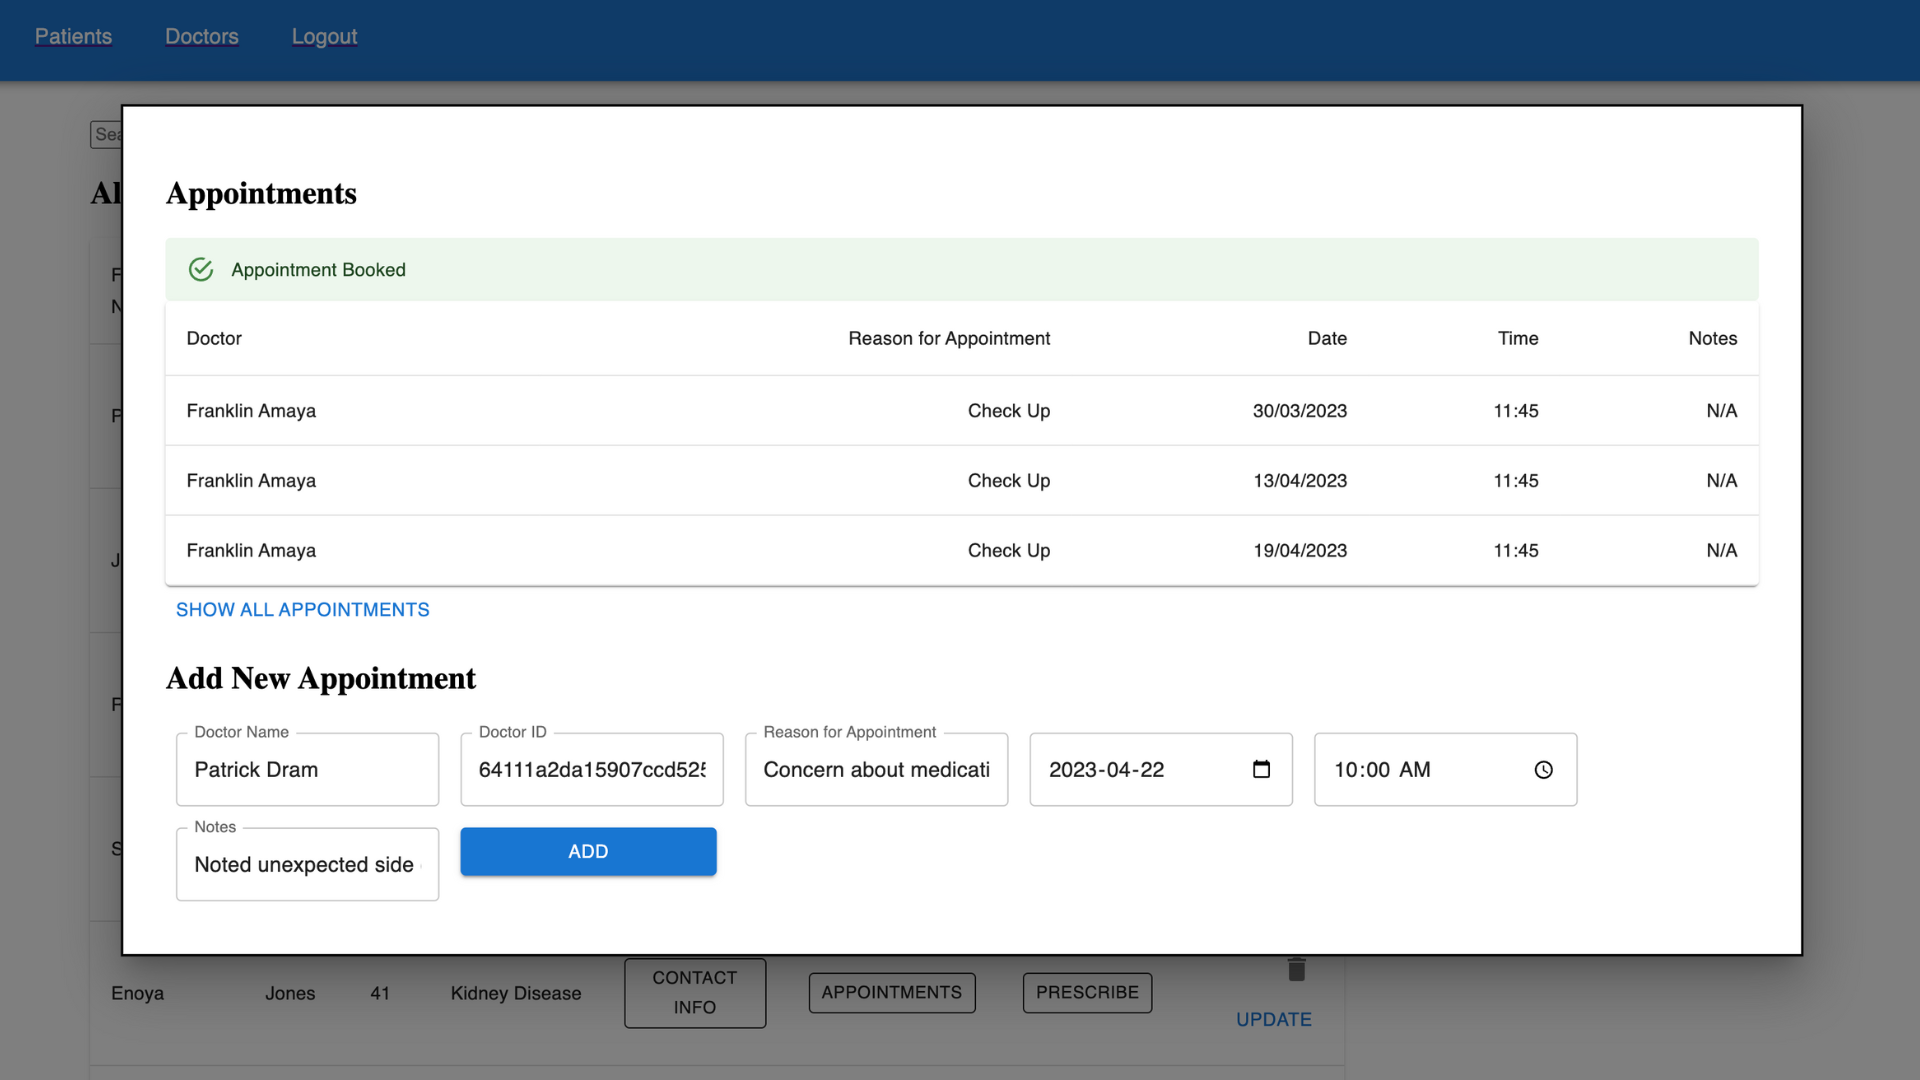 Patients Doctors Logout
Sea
Al
Appointments
Appointment Booked
Doctor Reason for Appointment Date Time Notes
Franklin Amaya Check Up 30/03/2023 11:45 N/A
Franklin Amaya Check Up 13/04/2023 11:45 N/A
Franklin Amaya Check Up 19/04/2023 11:45 N/A
SHOW ALL APPOINTMENTS
Add New Appointment
Doctor Name Doctor ID Reason for Appointment
Patrick Dram 64111a2da15907ccd525 Concern about medicati 2023-04-22 10:00 AM
Notes
Noted unexpected side
ADD
Enoya Jones 41 Kidney Disease CONTACT INFO APPOINTMENTS PRESCRIBE
UPDATE